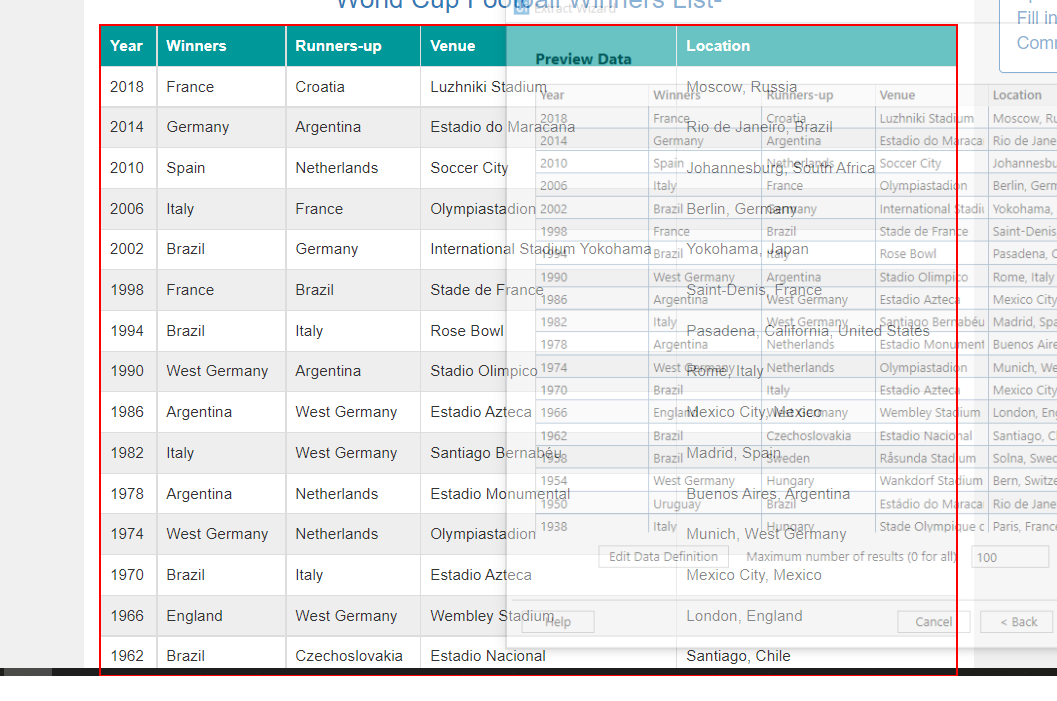 World Cup Football Winners List-
Extract Wizard
Fill in
Comm
Year Winners Runners-up Venue Location
2018 France Croatia Luzhniki Stadium Moscow, Russia
2014 Germany Argentina Estadio do Maracana Rio de Janeiro, Brazil
2010 Spain Netherlands Soccer City Johannesburg, South Africa
2006 Italy France Olympiastadion Berlin, Germany
2002 Brazil Germany International Stadium Yokohama Yokohama, Japan
1998 France Brazil Stade de France Saint-Denis, France
1994 Brazil Italy Rose Bowl Pasadena, California, United States
1990 West Germany Argentina Stadio Olimpico Rome, Italy
1986 Argentina West Germany Estadio Azteca Mexico City, Mexico
1982 Italy West Germany Santiago Bernabéu Madrid, Spain
1978 Argentina Netherlands Estadio Monumental Buenos Aires, Argentina
1974 West Germany Netherlands Olympiastadion Munich, West Germany
1970 Brazil Italy Estadio Azteca Mexico City, Mexico
1966 England West Germany Wembley Stadium London, England
1962 Brazil Czechoslovakia Estadio Nacional Santiago, Chile
Preview Data
Year Winners Runners-up Venue Location
2018 France Croatia Luzhniki Stadium Moscow, Ru
2014 Germany Argentina Estadio do Maraca Rio de Jane
2010 Spain Netherlands Soccer City Johannesbu
2006 Italy France Olympiastadion Berlin, Germ
2002 Brazil Germany International Stadi Yokohama,
1998 France Brazil Stade de France Saint-Denis
1994 Brazil Italy Rose Bowl Pasadena, C
1990 West Germany Argentina Stadio Olimpico Rome, Italy
1986 Argentina West Germany Estadio Azteca Mexico City
1982 Italy West Germany Santiago Bernabéu Madrid, Spa
1978 Argentina Netherlands Estadio Monument Buenos Aire
1974 West Germany Netherlands Olympiastadion Munich, We
1970 Brazil Italy Estadio Azteca Mexico City
1966 England West Germany Wembley Stadium London, Eng
1962 Brazil Czechoslovakia Estadio Nacional Santiago, C
1958 Brazil Sweden Råsunda Stadium Solna, Swed
1954 West Germany Hungary Wankdorf Stadium Bern, Switze
1950 Uruguay Brazil Estádio do Maraca Rio de Jane
1938 Italy Hungary Stade Olympique c Paris, France
Edit Data Definition Maximum number of results (0 for all) 100
Help Cancel < Back